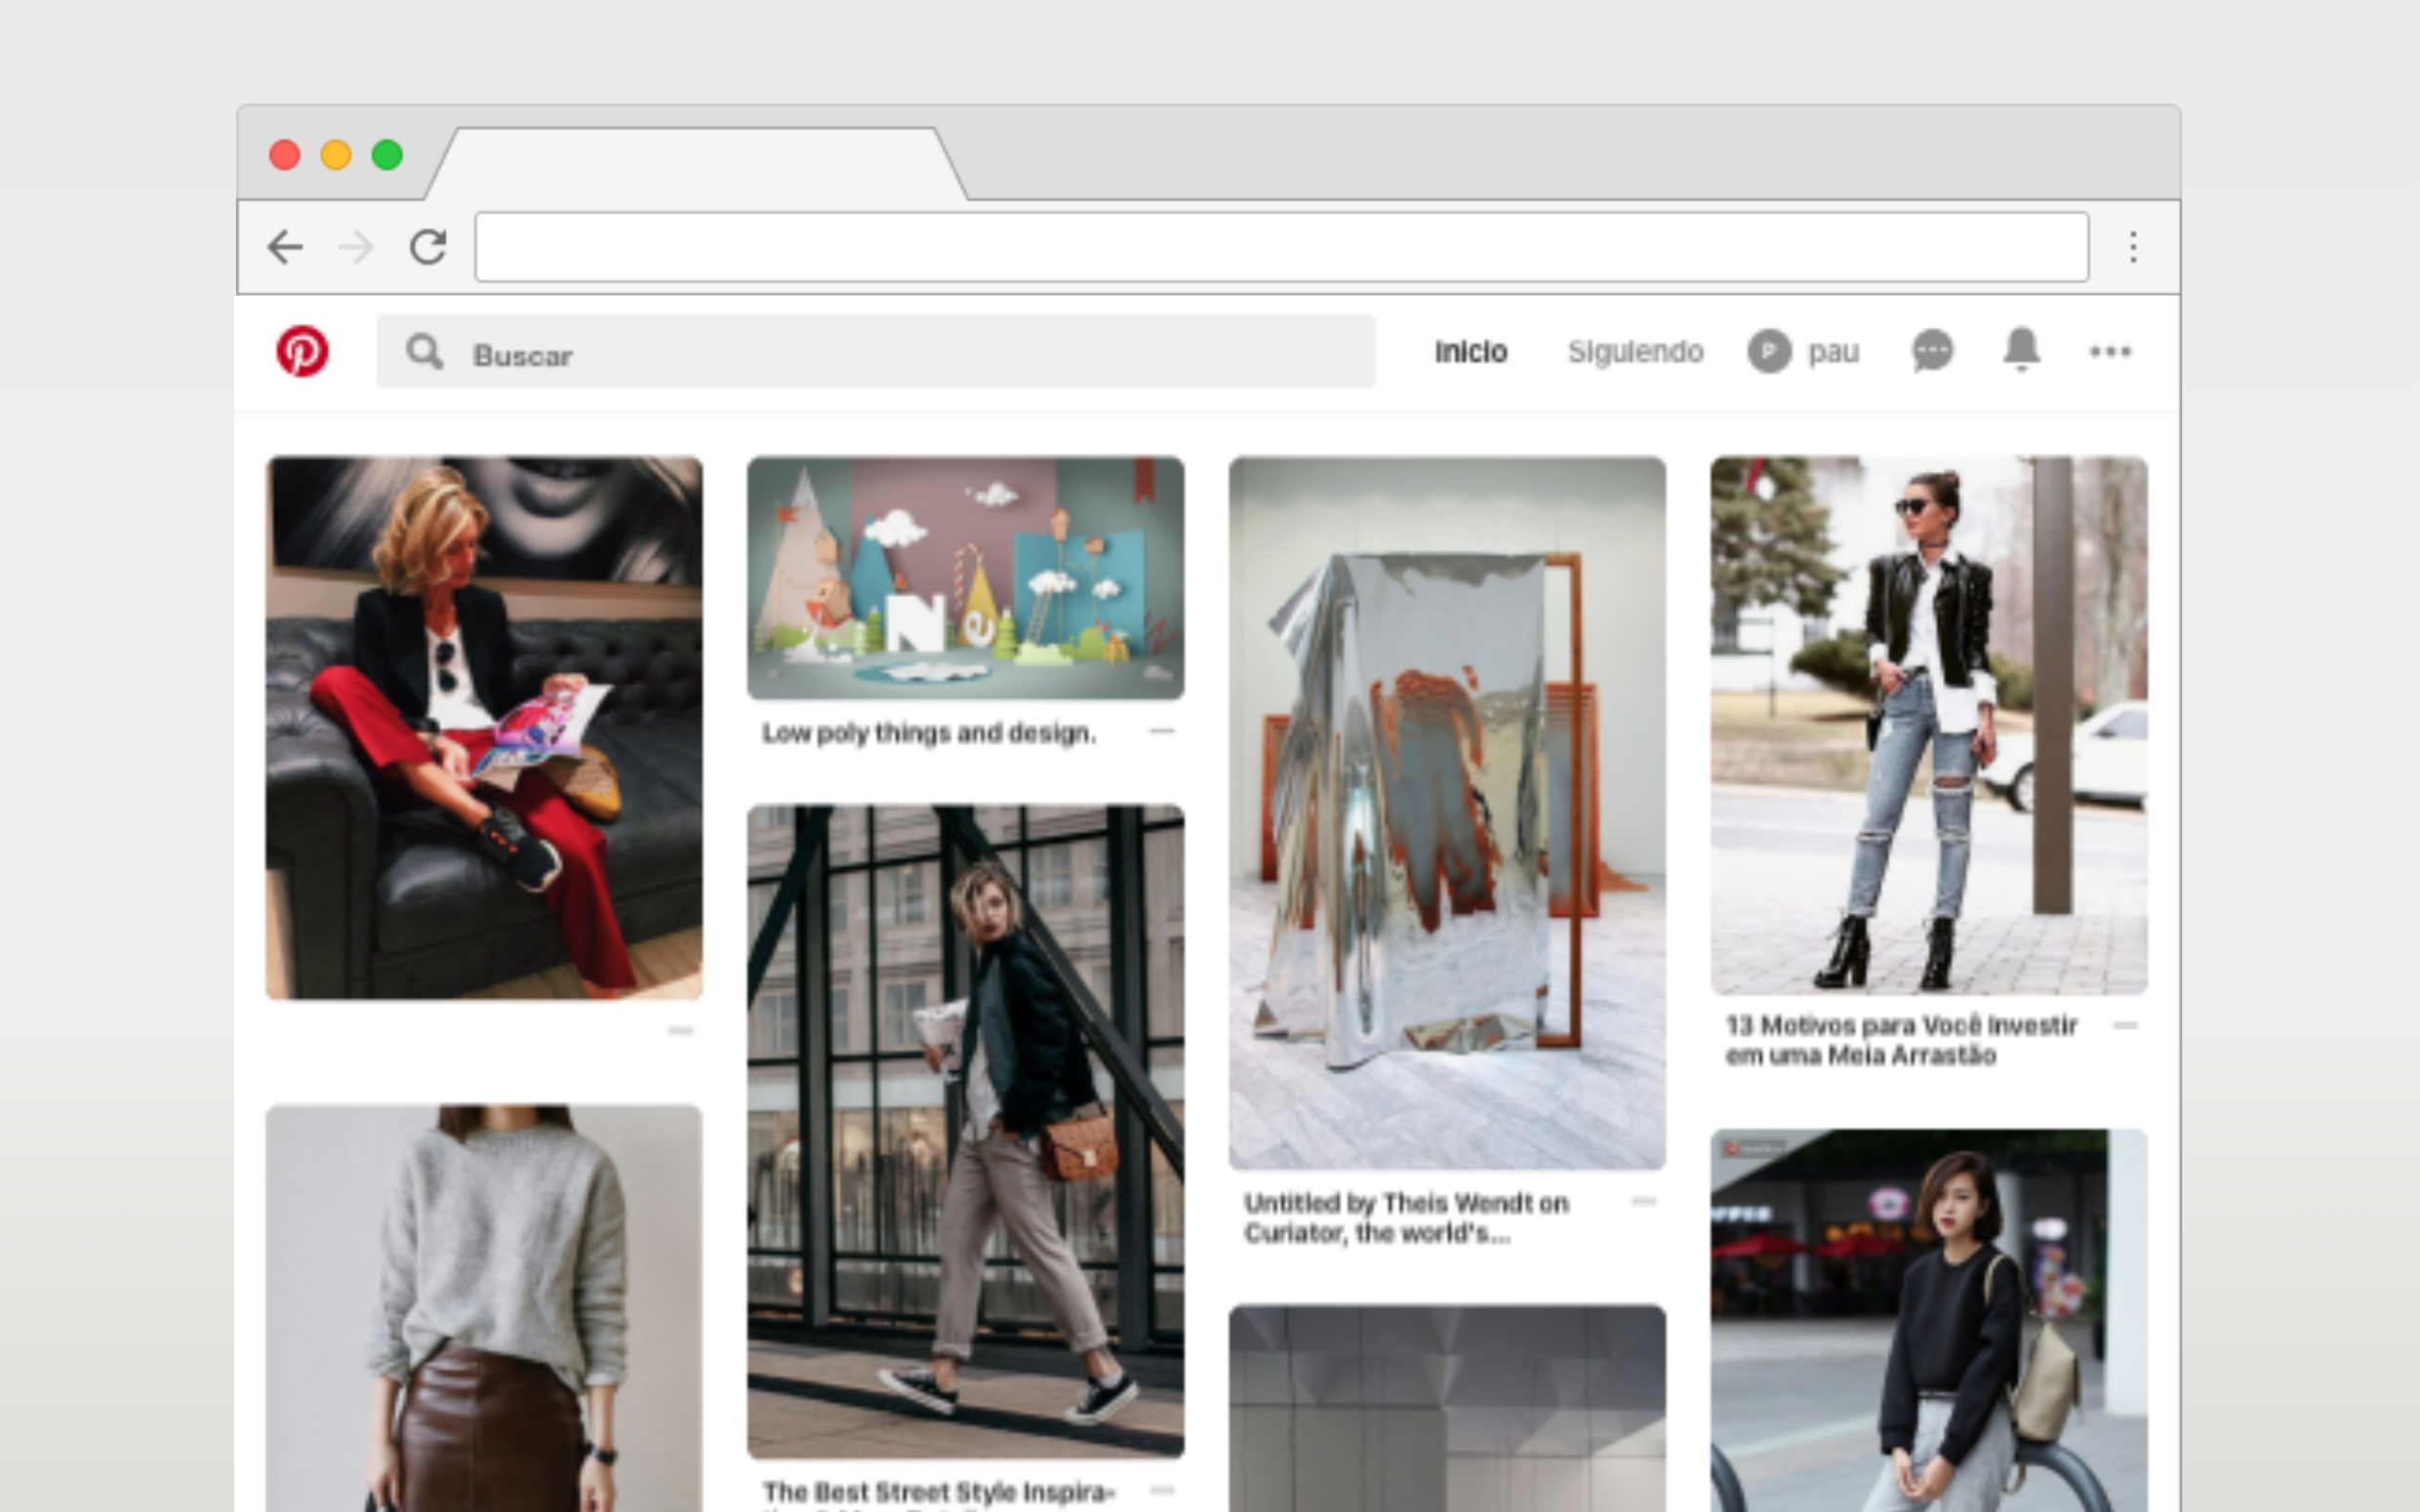 Buscar
Inicio
Siguiendo
P
pau
Ne
Low poly things and design.
13 Motivos para Você Investir
em uma Meia Arrastão
Untitled by Theis Wendt on
Curiator, the world's...
The Best Street Style Inspira-